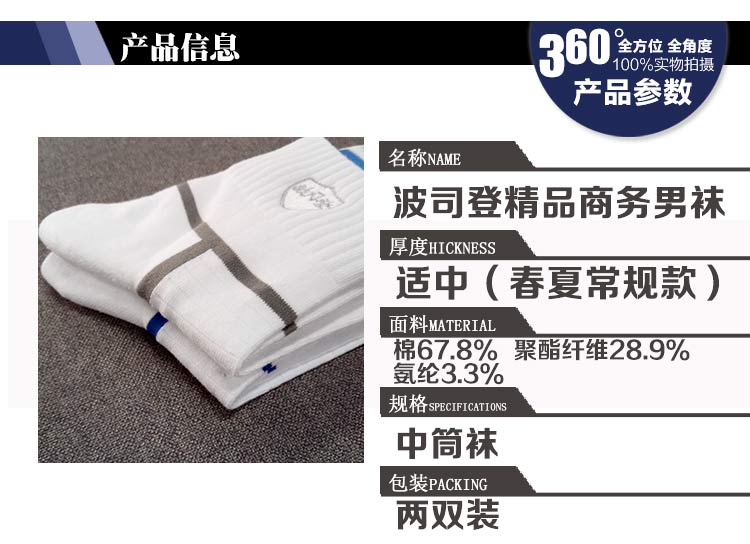 产品信息
360°全方位 全角度
100%实物拍摄
产品参数
名称NAME
波司登精品商务男袜
厚度HICKNESS
适中（春夏常规款）
面料MATERIAL
棉67.8% 聚酯纤维28.9%
氨纶3.3%
规格SPECIFICATIONS
中筒袜
包装PACKING
两双装